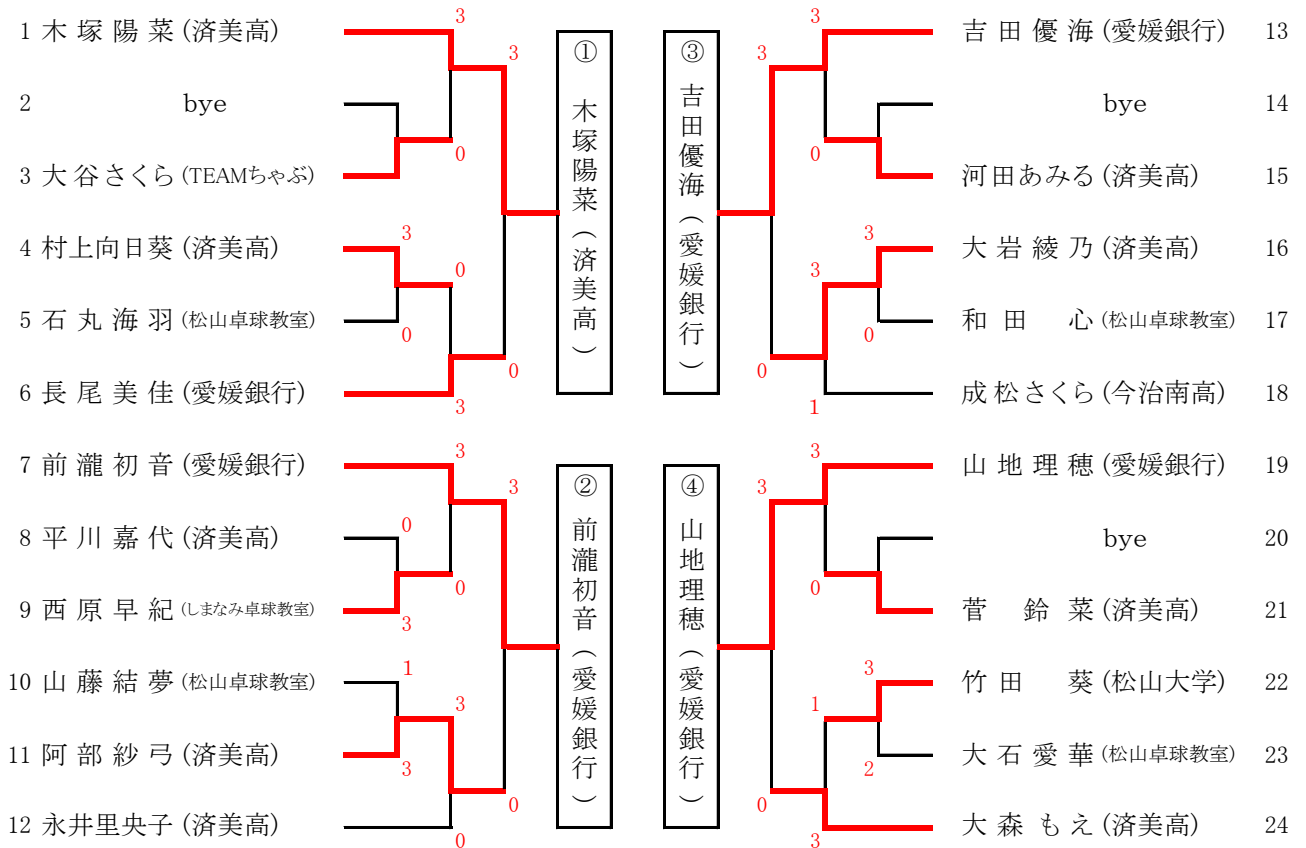 1 木塚陽菜 (済美高)
2 bye
3 大谷さくら (TEAMちゃぶ)
4 村上向日葵 (済美高)
5 石丸海羽 (松山卓球教室)
6 長尾美佳 (愛媛銀行)
7 前瀧初音 (愛媛銀行)
8 平川嘉代 (済美高)
9 西原早紀 (しまなみ卓球教室)
10 山藤結夢 (松山卓球教室)
11 阿部紗弓 (済美高)
12 永井里央子 (済美高)
3
0
3
0
0
3
3
0
0
3
0
1
3
3
0
3
0
3
① 木塚陽菜(済美高)
② 前瀧初音(愛媛銀行)
③ 吉田優海(愛媛銀行)
④ 山地理穂(愛媛銀行)
3
3
0
3
3
0
0
1
3
3
0
3
1
2
0
3
吉田優海 (愛媛銀行) 13
bye 14
河田あみる (済美高) 15
大岩綾乃 (済美高) 16
和田 心 (松山卓球教室) 17
成松さくら (今治南高) 18
山地理穂 (愛媛銀行) 19
bye 20
菅 鈴菜 (済美高) 21
竹田 葵 (松山大学) 22
大石愛華 (松山卓球教室) 23
大森もえ (済美高) 24